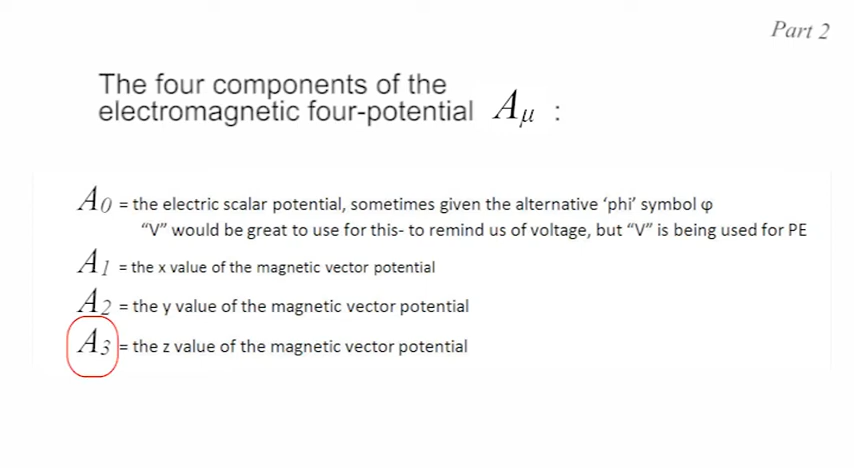 Part 2
The four components of the
electromagnetic four-potential Aμ :
A0 = the electric scalar potential, sometimes given the alternative ‘phi’ symbol φ
“V” would be great to use for this- to remind us of voltage, but “V” is being used for PE
A1 = the x value of the magnetic vector potential
A2 = the y value of the magnetic vector potential
A3 = the z value of the magnetic vector potential